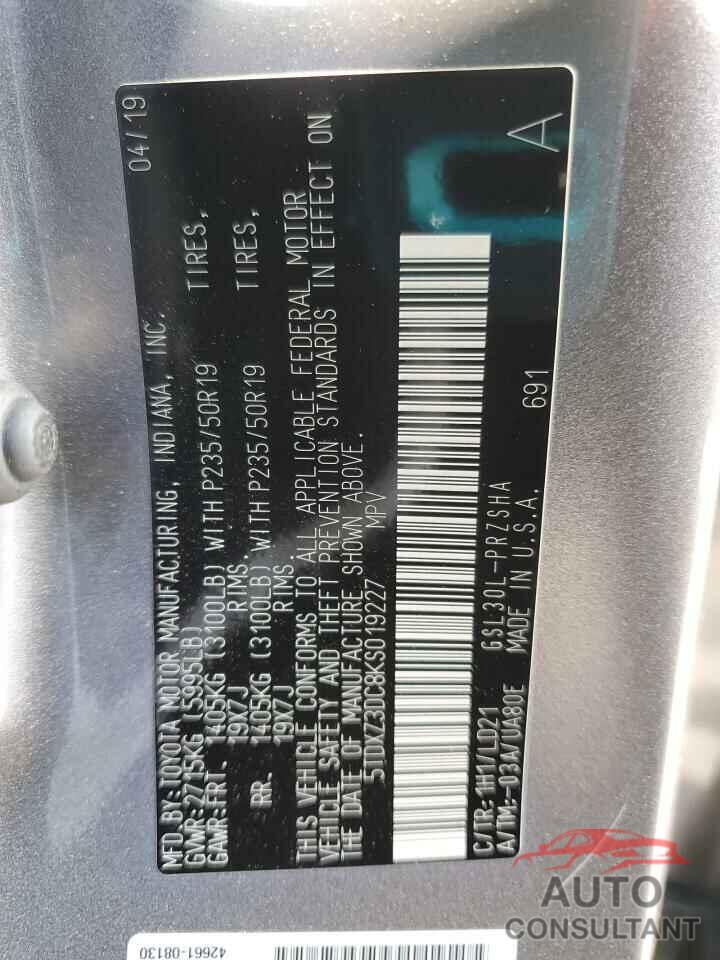 MFD.BY:TOYOTA MOTOR MANUFACTURING, INDIANA, INC. 04/19
GVWR:2715KG (5995LB)
GAWR:FRT. 1405KG (3100LB) WITH P235/50R19 TIRES,
19X7J RIMS.
RR. 1405KG (3100LB) WITH P235/50R19 TIRES,
19X7J RIMS.
THIS VEHICLE CONFORMS TO ALL APPLICABLE FEDERAL MOTOR
VEHICLE SAFETY AND THEFT PREVENTION STANDARDS IN EFFECT ON
THE DATE OF MANUFACTURE SHOWN ABOVE.
5TDXZ3DC8KS019227 MPV
C/TR:1H1/LD21 GSL30L-PRZSHA 691 A
A/TM:-03A/UA80E MADE IN U.S.A.
42661-08130
AUTO
CONSULTANT